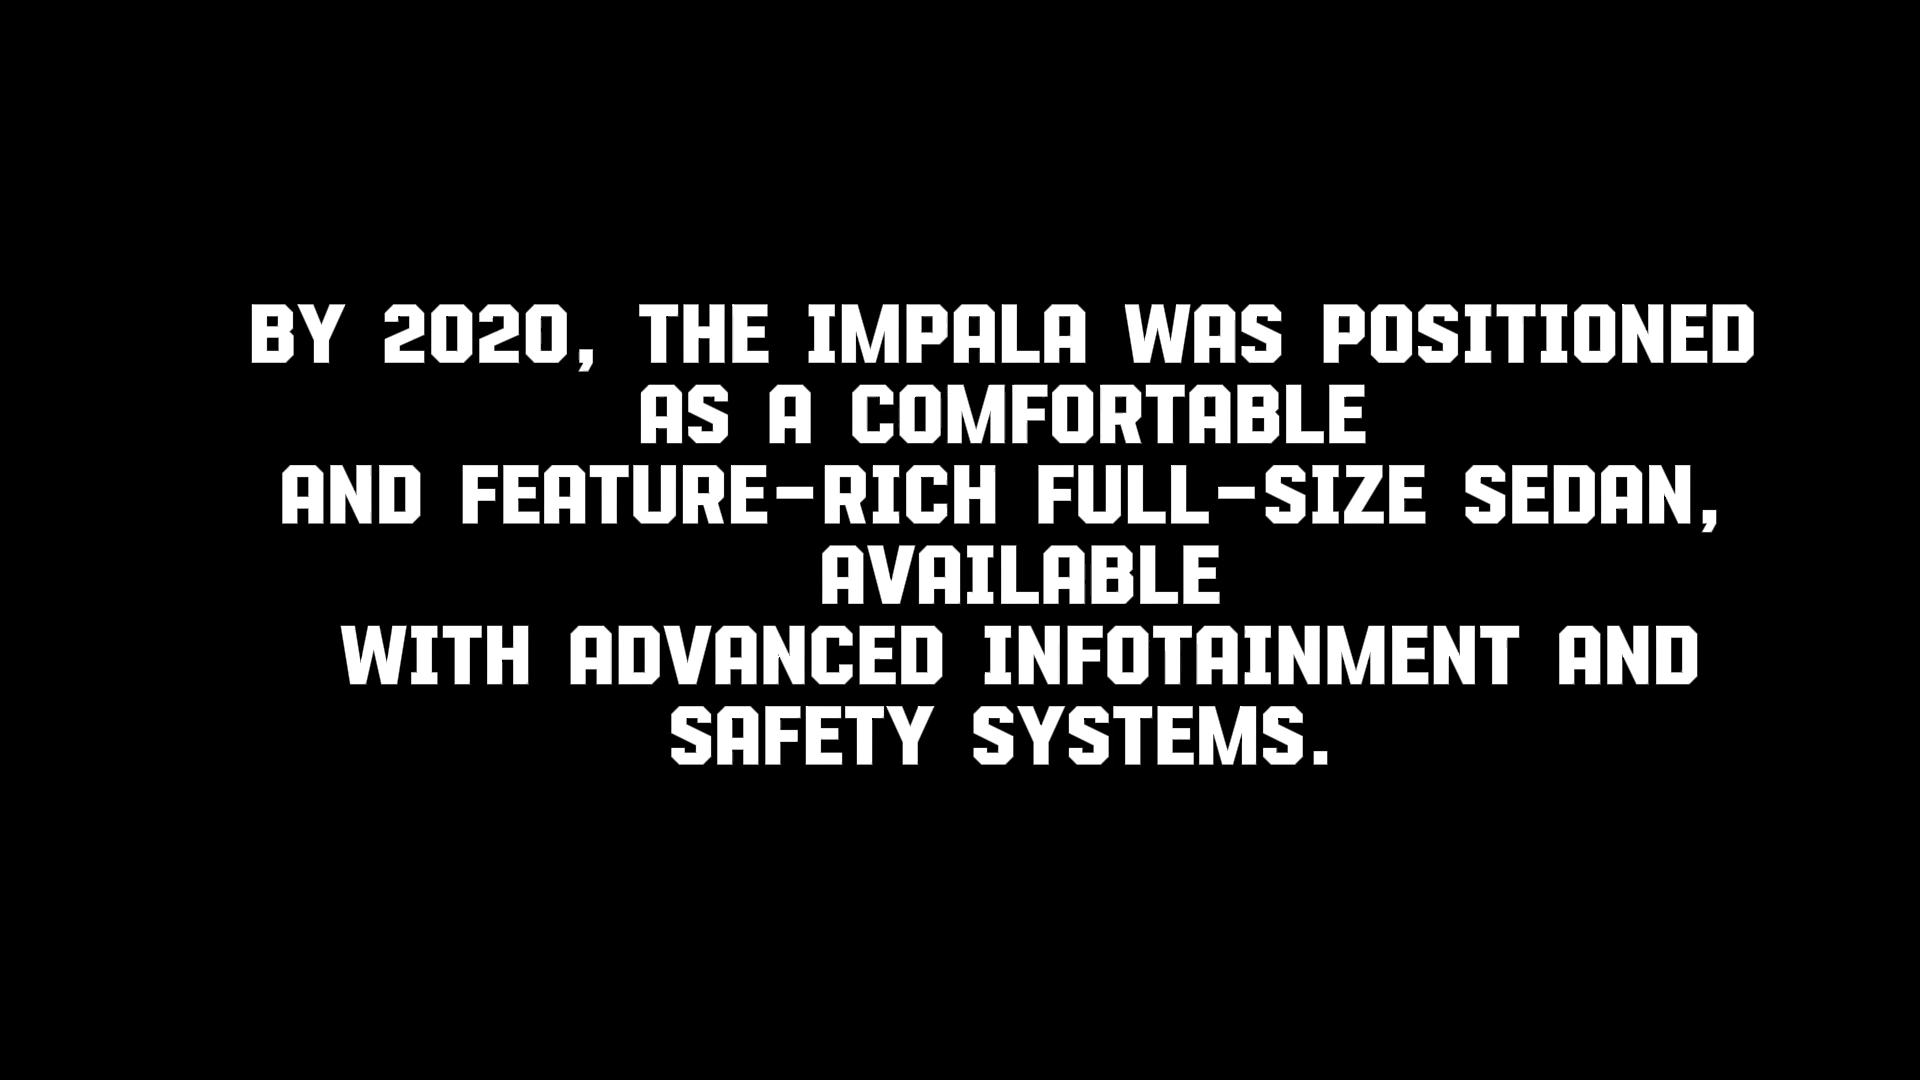 BY 2020, THE IMPALA WAS POSITIONED
AS A COMFORTABLE
AND FEATURE-RICH FULL-SIZE SEDAN,
AVAILABLE
WITH ADVANCED INFOTAINMENT AND
SAFETY SYSTEMS.